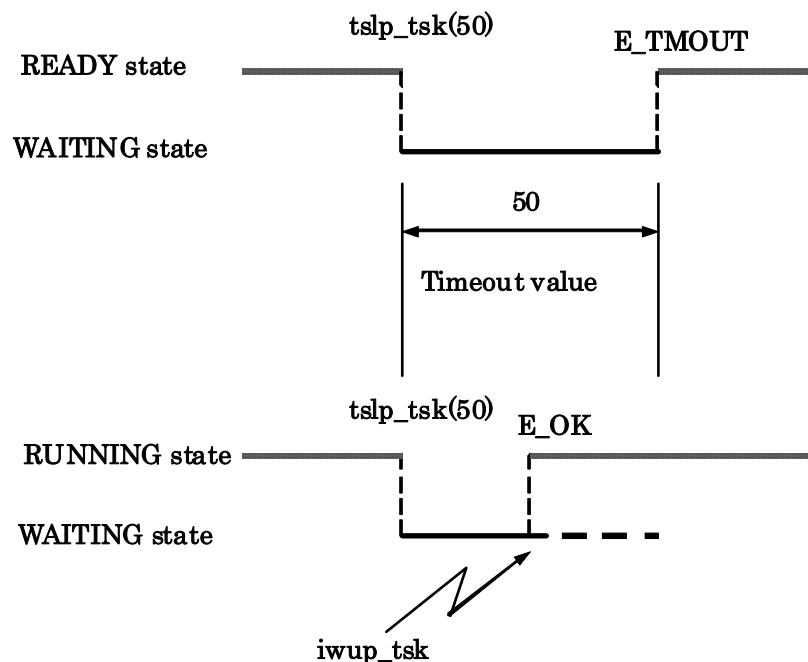 tslp_tsk(50)
E_TMOUT
READY state
WAITING state
50
Timeout value
tslp_tsk(50)
E_OK
RUNNING state
WAITING state
iwup_tsk